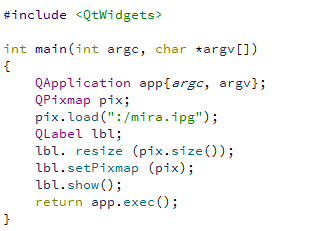 #include <QtWidgets>
int main(int argc, char *argv[])
{
QApplication app{argc, argv};
QPixmap pix;
pix.load(":/mira.ipg");
QLabel lbl;
lbl. resize (pix.size());
lbl.setPixmap (pix);
lbl.show();
return app.exec();
}